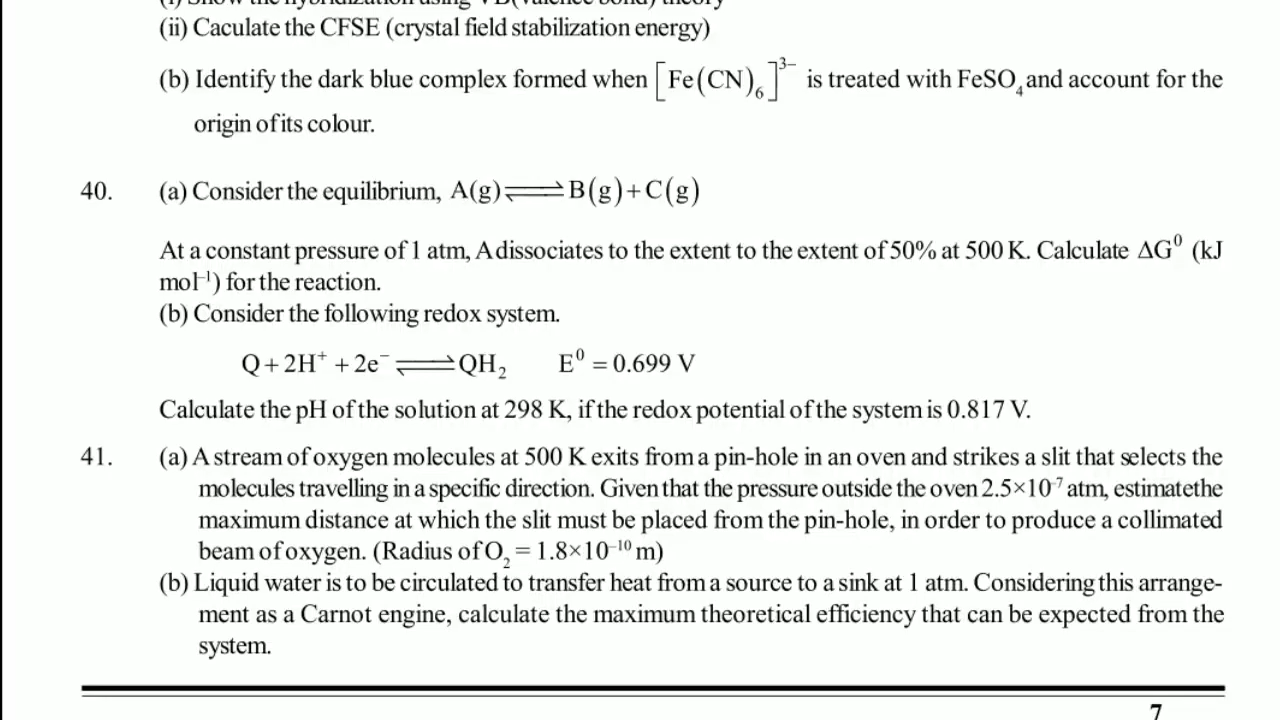 (i) Show the hybridization using VB(valence bond) theory
(ii) Caculate the CFSE (crystal field stabilization energy)
(b) Identify the dark blue complex formed when [Fe(CN)₆]³⁻ is treated with FeSO₄ and account for the
origin of its colour.
40. (a) Consider the equilibrium, A(g) ⇌ B(g)+C(g)
At a constant pressure of 1 atm, A dissociates to the extent to the extent of 50% at 500 K. Calculate ΔG⁰ (kJ
mol⁻¹) for the reaction.
(b) Consider the following redox system.
Q+2H⁺ +2e⁻ ⇌ QH₂ E⁰ = 0.699 V
Calculate the pH of the solution at 298 K, if the redox potential of the system is 0.817 V.
41. (a) A stream of oxygen molecules at 500 K exits from a pin-hole in an oven and strikes a slit that selects the
molecules travelling in a specific direction. Given that the pressure outside the oven 2.5×10⁻⁷ atm, estimatethe
maximum distance at which the slit must be placed from the pin-hole, in order to produce a collimated
beam of oxygen. (Radius of O₂ = 1.8×10⁻¹⁰ m)
(b) Liquid water is to be circulated to transfer heat from a source to a sink at 1 atm. Considering this arrange-
ment as a Carnot engine, calculate the maximum theoretical efficiency that can be expected from the
system.
7